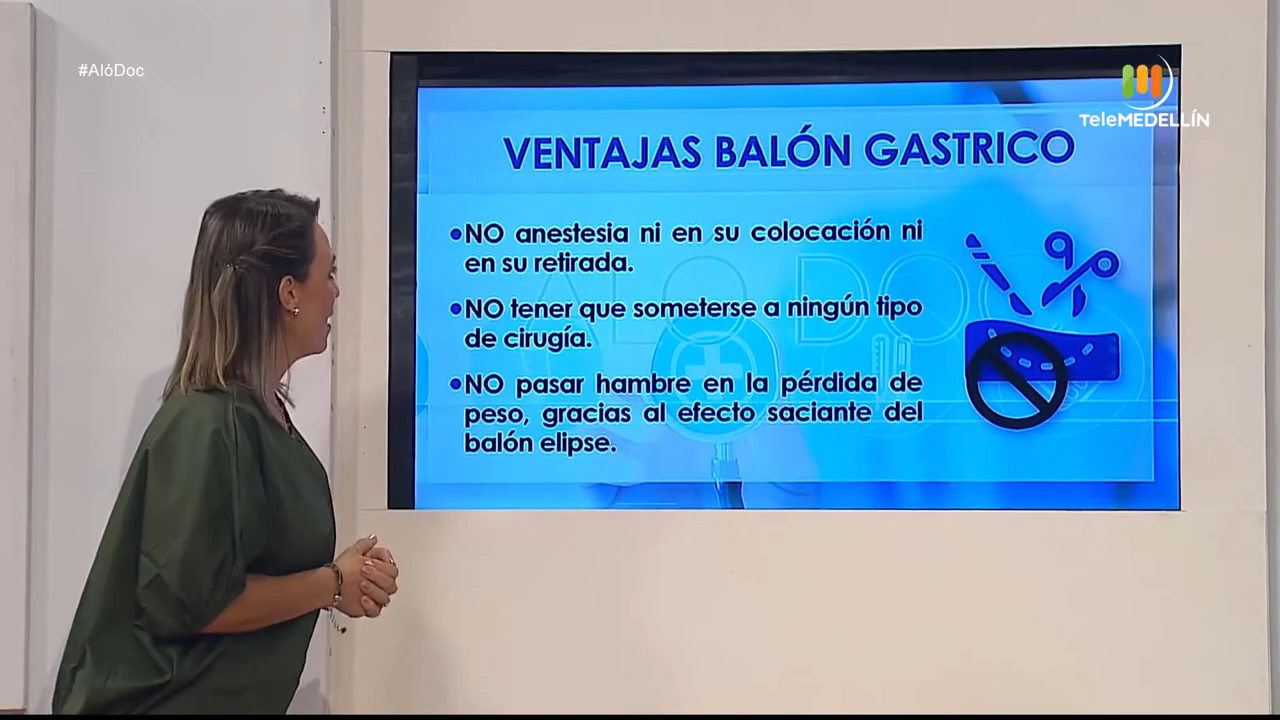 #AlóDoc
TeleMEDELLÍN
VENTAJAS BALÓN GASTRICO
•NO anestesia ni en su colocación ni
en su retirada.
•NO tener que someterse a ningún tipo
de cirugía.
•NO pasar hambre en la pérdida de
peso, gracias al efecto saciante del
balón elipse.
ALÓ DOC